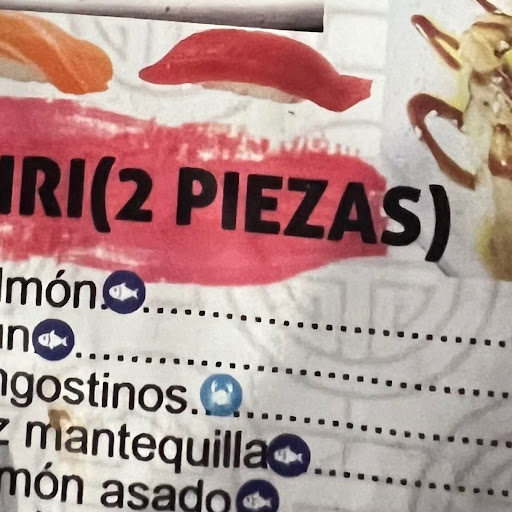 IRI(2 PIEZAS)
lmón
un
ngostinos
z mantequilla
món asado